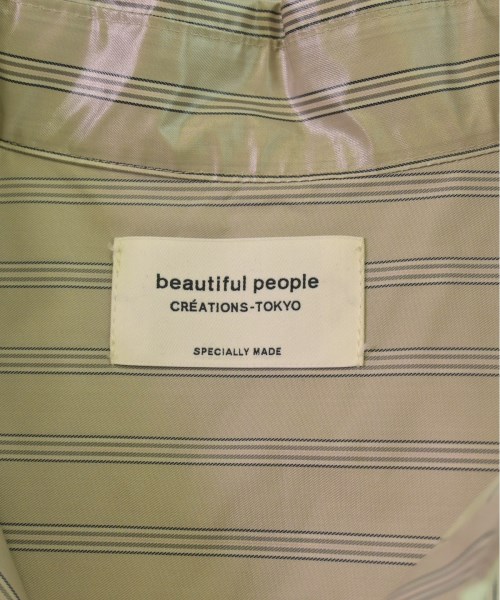 beautiful people
CRÉATIONS-TOKYO
SPECIALLY MADE